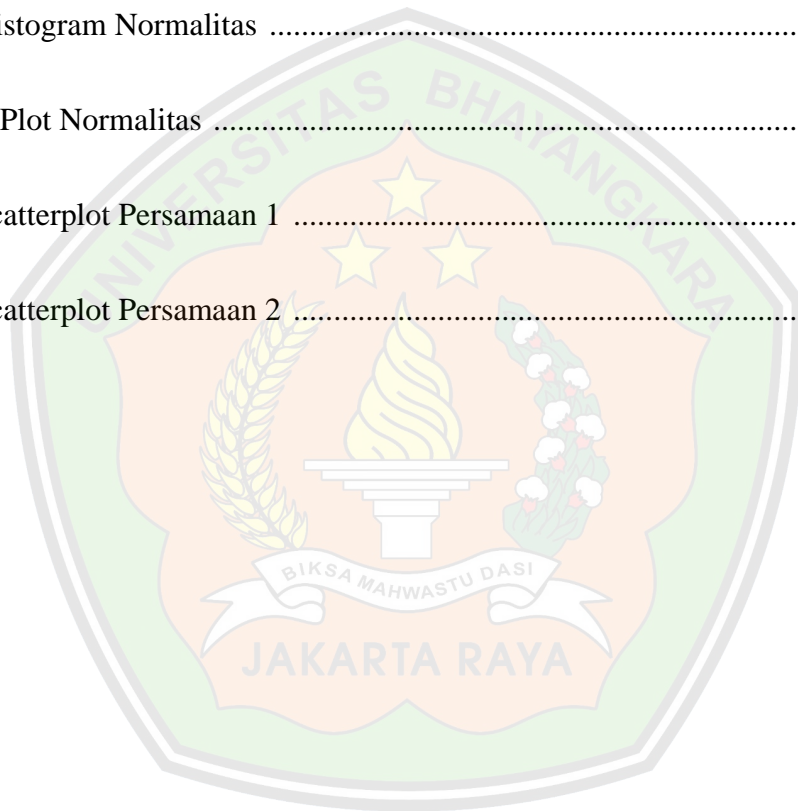 istogram Normalitas ..................................................................
Plot Normalitas .........................................................................
catterplot Persamaan 1 ...............................................................
catterplot Persamaan 2 ...............................................................
UNIVERSITAS BHAYANGKARA
BIKSA MAHWASTU DASI
JAKARTA RAYA